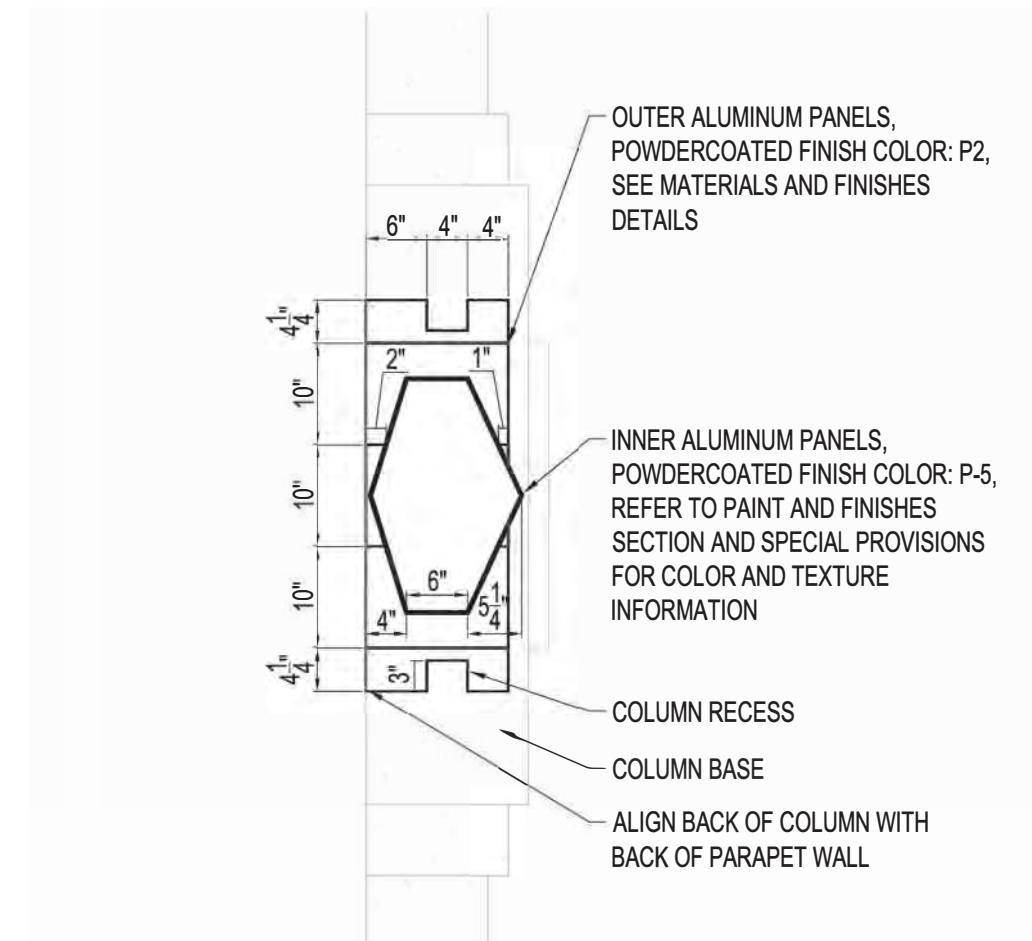 OUTER ALUMINUM PANELS,
POWDERCOATED FINISH COLOR: P2,
SEE MATERIALS AND FINISHES
DETAILS
6" 4" 4"
4 1/4"
2" 1"
10"
INNER ALUMINUM PANELS,
POWDERCOATED FINISH COLOR: P-5,
REFER TO PAINT AND FINISHES
SECTION AND SPECIAL PROVISIONS
FOR COLOR AND TEXTURE
INFORMATION
10"
10"
6"
4" 5 1/4"
4 1/4"
3"
COLUMN RECESS
COLUMN BASE
ALIGN BACK OF COLUMN WITH
BACK OF PARAPET WALL